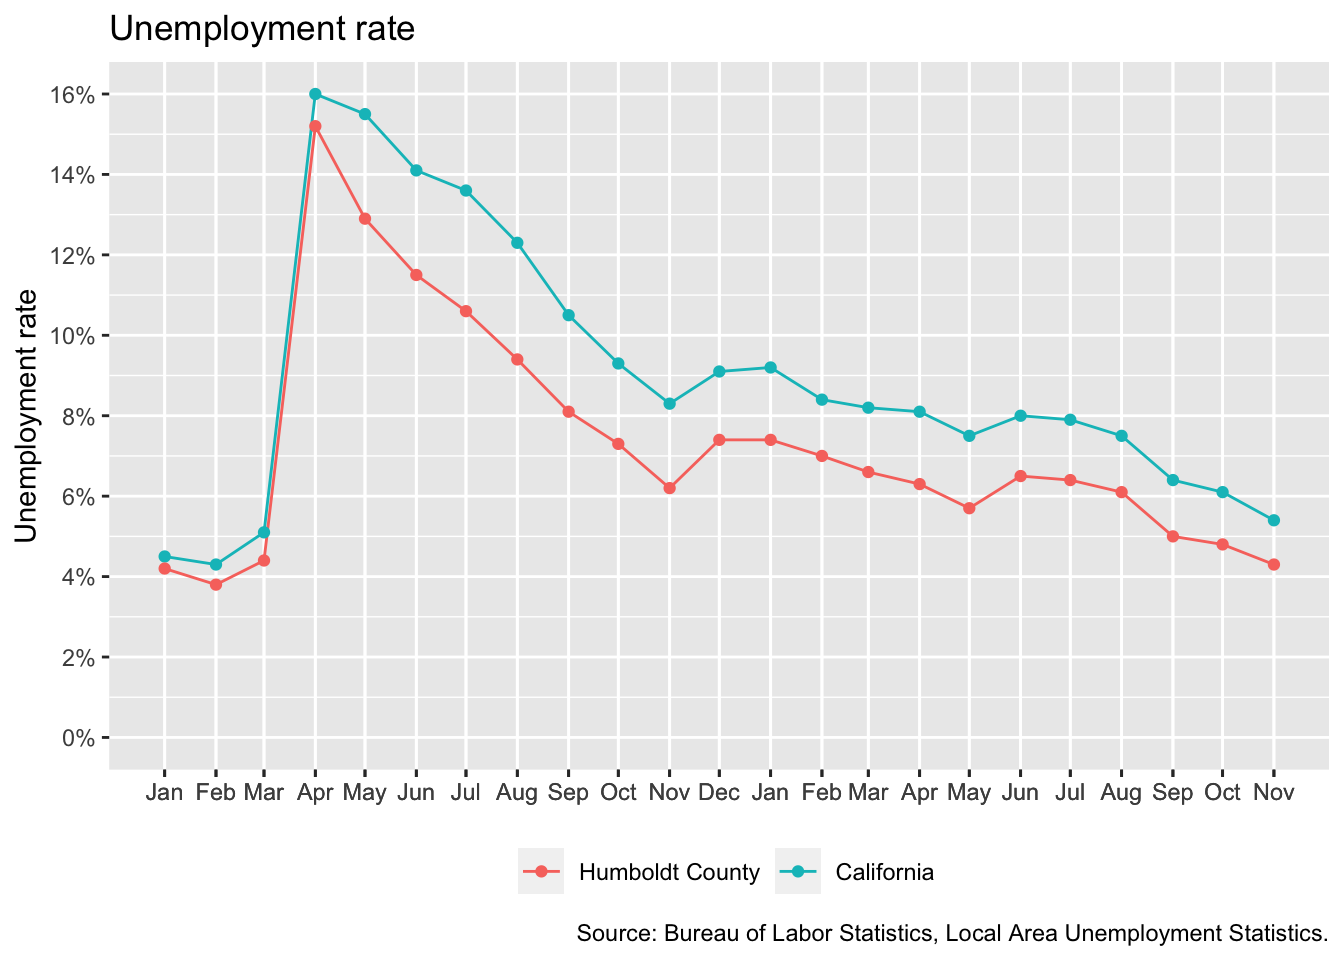 Unemployment rate
Unemployment rate
16%
14%
12%
10%
8%
6%
4%
2%
0%
Jan Feb Mar Apr May Jun Jul Aug Sep Oct Nov Dec Jan Feb Mar Apr May Jun Jul Aug Sep Oct Nov
Humboldt County California
Source: Bureau of Labor Statistics, Local Area Unemployment Statistics.